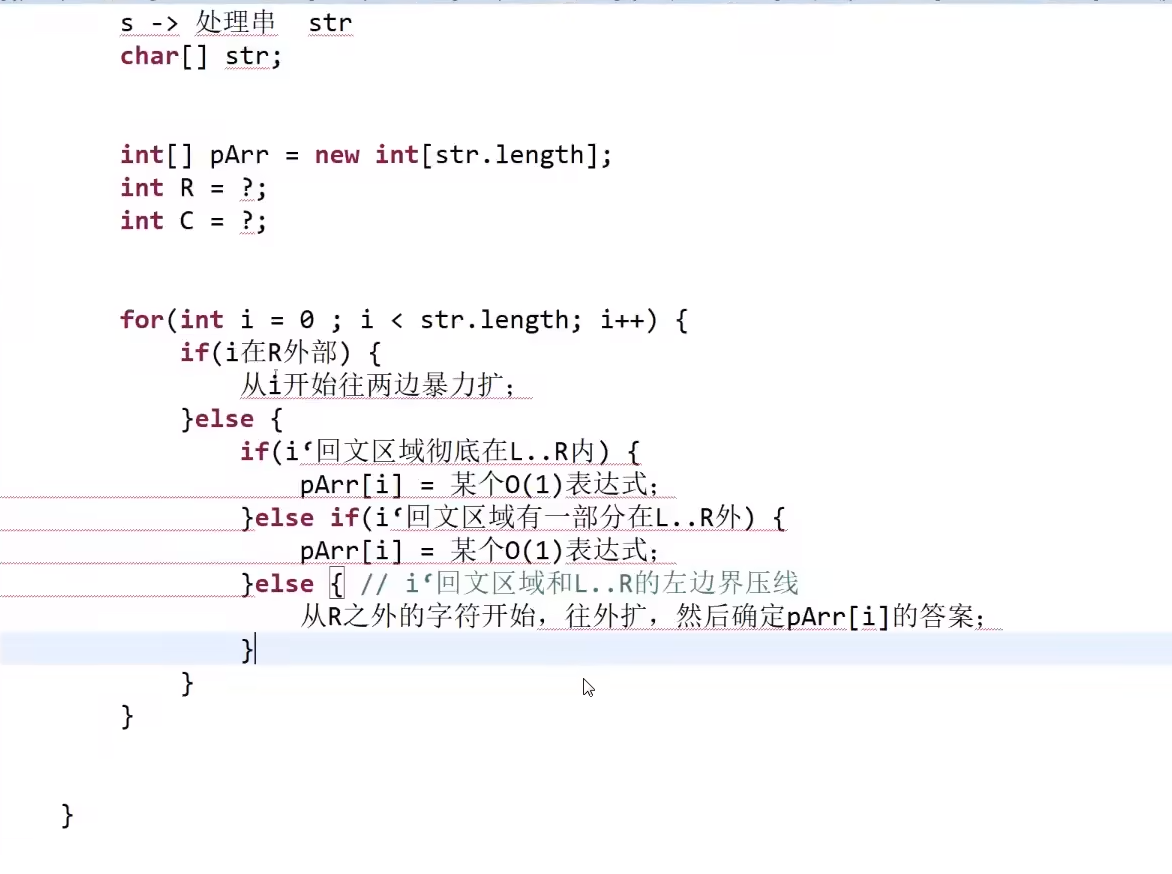 s -> 处理串 str
char[] str;
int[] pArr = new int[str.length];
int R = ?;
int C = ?;
for(int i = 0 ; i < str.length; i++) {
if(i在R外部) {
从i开始往两边暴力扩;
}else {
if(i‘回文区域彻底在L..R内) {
pArr[i] = 某个O(1)表达式;
}else if(i‘回文区域有一部分在L..R外) {
pArr[i] = 某个O(1)表达式;
}else { // i‘回文区域和L..R的左边界压线
从R之外的字符开始，往外扩，然后确定pArr[i]的答案;
}
}
}
}